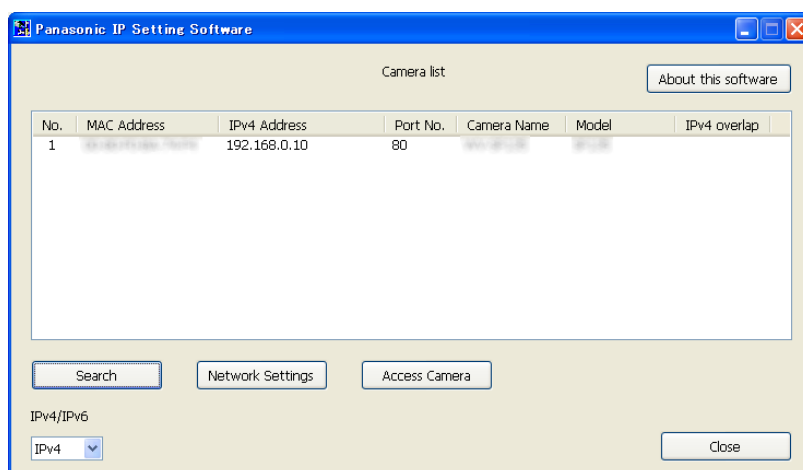 Panasonic IP Setting Software
Camera list
About this software
No. MAC Address IPv4 Address Port No. Camera Name Model IPv4 overlap
1 192.168.0.10 80
Search Network Settings Access Camera
IPv4/IPv6
IPv4
Close